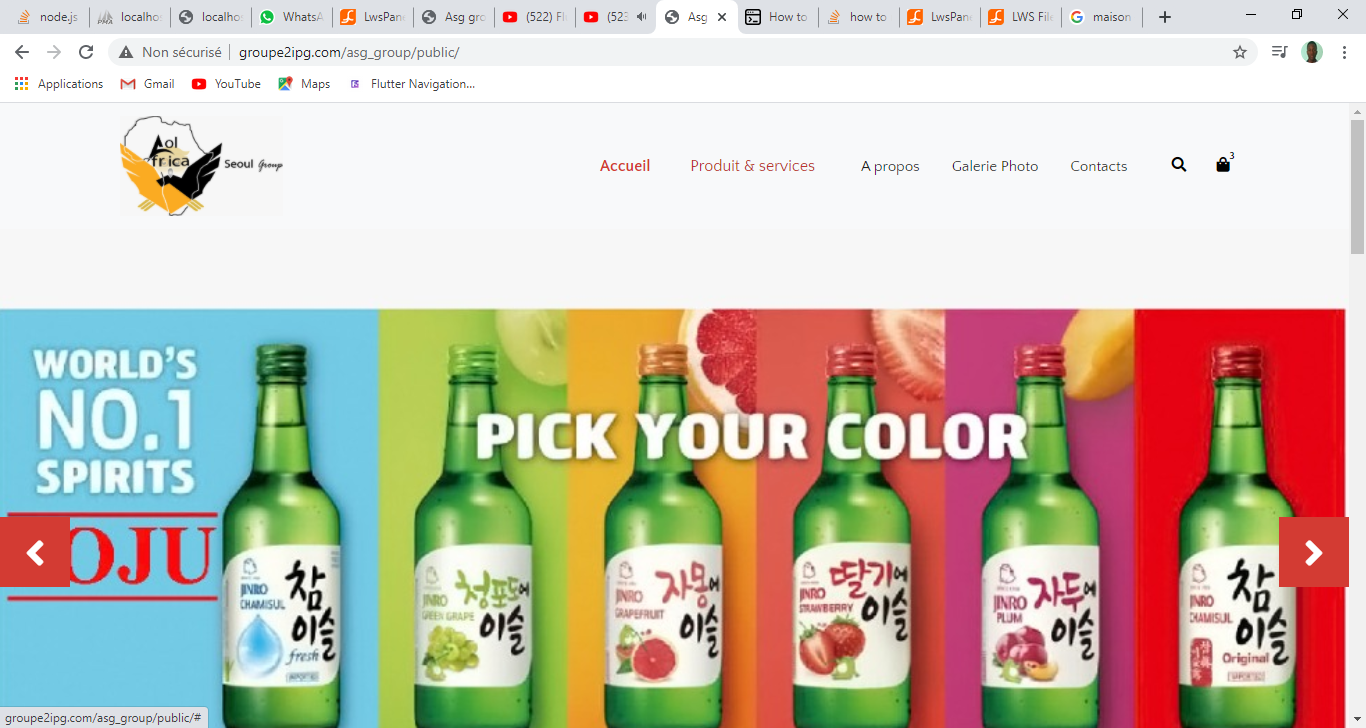 node.js
localho
localho
WhatsA
LwsPan
Asg gro
(522) Fl
(523
Asg
How to
how to
LwsPan
LWS File
maison
Non sécurisé
groupe2ipg.com/asg_group/public/
Applications
Gmail
YouTube
Maps
Flutter Navigation...
Aol
frica
Seoul Group
Accueil
Produit & services
A propos
Galerie Photo
Contacts
3
WORLD'S
NO.1
SPIRITS
OJU
PICK YOUR COLOR
참
이슬
JINRO
CHAMISUL
fresh
청포도에
이슬
JINRO
GREEN GRAPE
자몽에
이슬
JINRO
GRAPEFRUIT
딸기에
이슬
JINRO
STRAWBERRY
자두에
이슬
JINRO
PLUM
참
이슬
JINRO
CHAMISUL
Original
groupe2ipg.com/asg_group/public/#